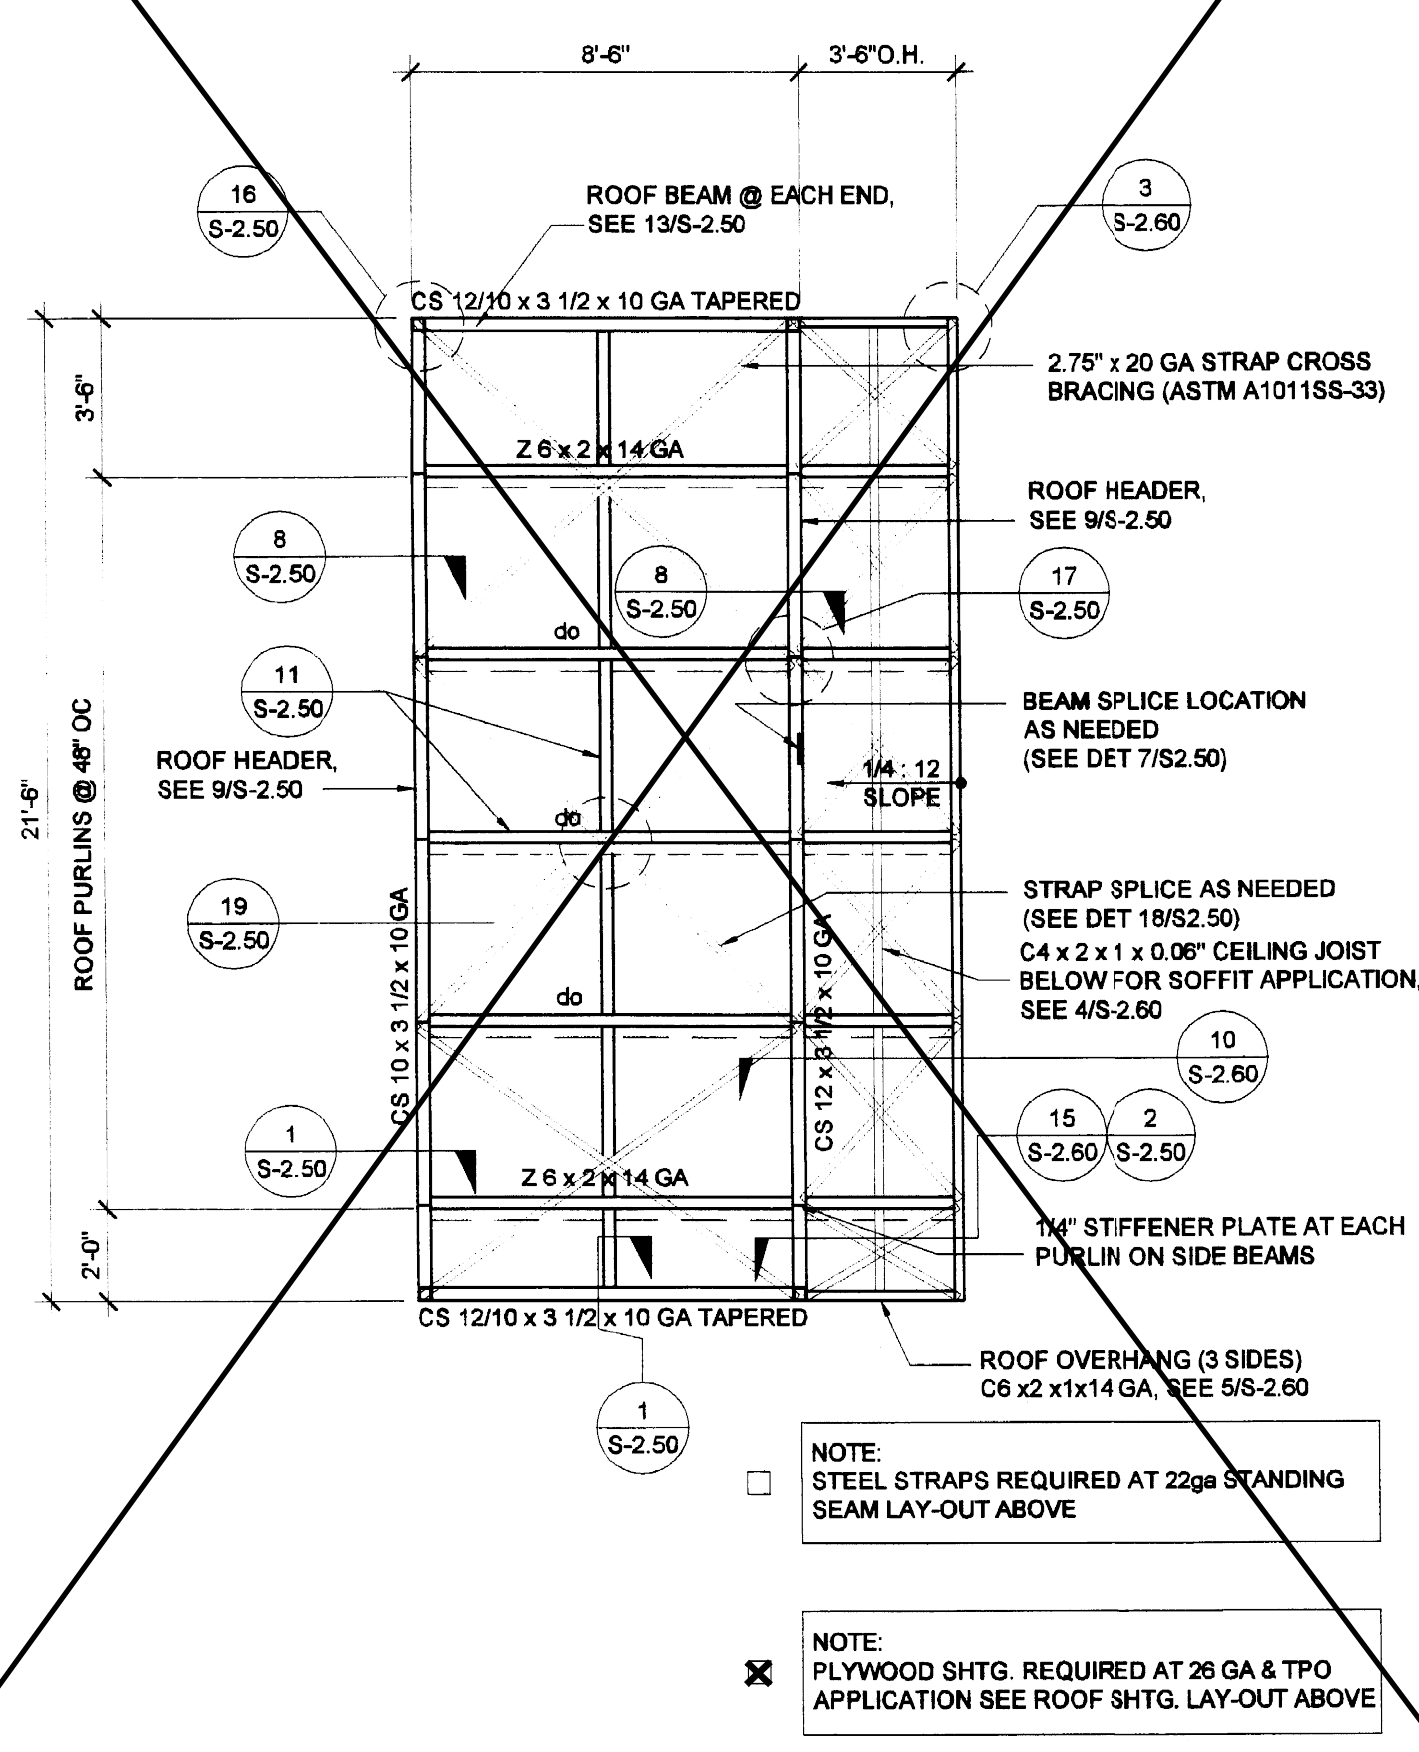 8'-6"
3'-6"O.H.
16
S-2.50
ROOF BEAM @ EACH END,
SEE 13/S-2.50
3
S-2.60
CS 12/10 x 3 1/2 x 10 GA TAPERED
3'-6"
2.75" x 20 GA STRAP CROSS
BRACING (ASTM A1011SS-33)
Z 6 x 2 x 14 GA
ROOF HEADER,
SEE 9/S-2.50
8
S-2.50
8
S-2.50
17
S-2.50
do
11
S-2.50
BEAM SPLICE LOCATION
AS NEEDED
(SEE DET 7/S2.50)
ROOF HEADER,
SEE 9/S-2.50
1/4 : 12
SLOPE
21'-6"
ROOF PURLINS @ 48" OC
do
19
S-2.50
STRAP SPLICE AS NEEDED
(SEE DET 18/S2.50)
C4 x 2 x 1 x 0.06" CEILING JOIST
BELOW FOR SOFFIT APPLICATION,
SEE 4/S-2.60
CS 10 x 3 1/2 x 10 GA
CS 12 x 3 1/2 x 10 GA
do
10
S-2.60
15
S-2.60
2
S-2.50
1
S-2.50
Z 6 x 2 x 14 GA
2'-0"
1/4" STIFFENER PLATE AT EACH
PURLIN ON SIDE BEAMS
CS 12/10 x 3 1/2 x 10 GA TAPERED
ROOF OVERHANG (3 SIDES)
C6 x2 x1x14 GA, SEE 5/S-2.60
1
S-2.50
NOTE:
STEEL STRAPS REQUIRED AT 22ga STANDING
SEAM LAY-OUT ABOVE
NOTE:
PLYWOOD SHTG. REQUIRED AT 26 GA & TPO
APPLICATION SEE ROOF SHTG. LAY-OUT ABOVE